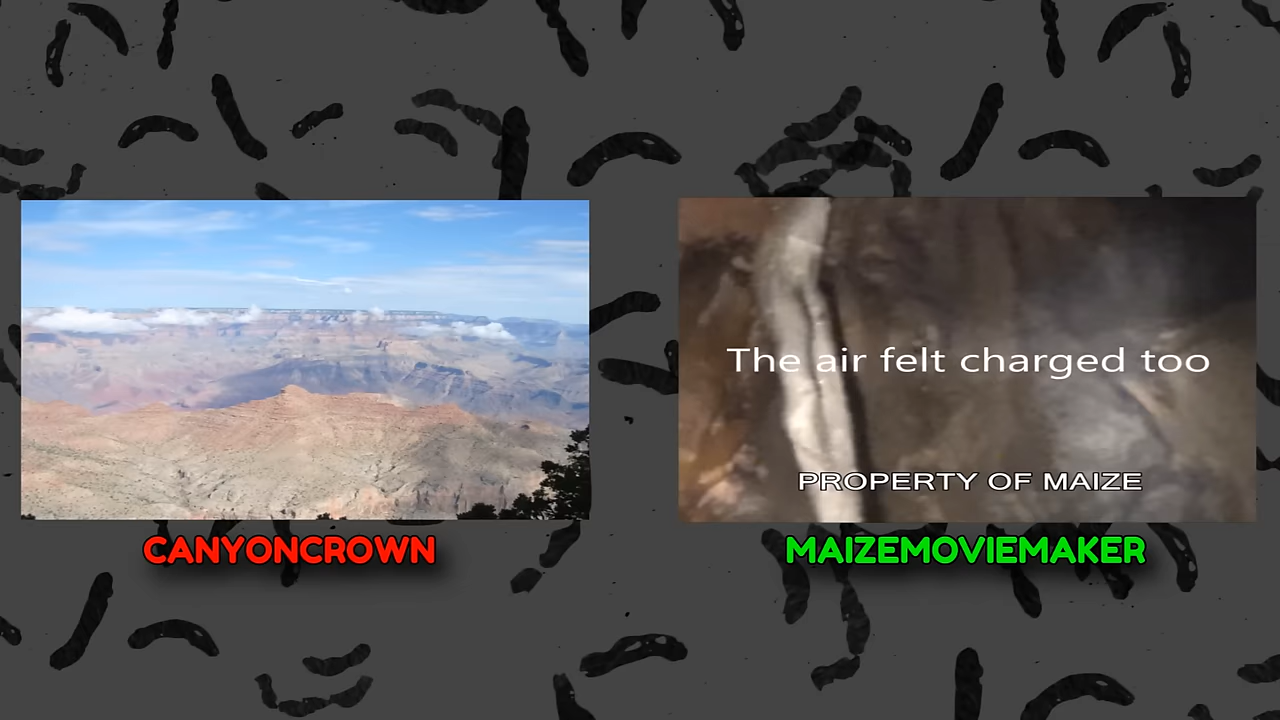 The air felt charged too
PROPERTY OF MAIZE
CANYONCROWN
MAIZEMOVIEMAKER